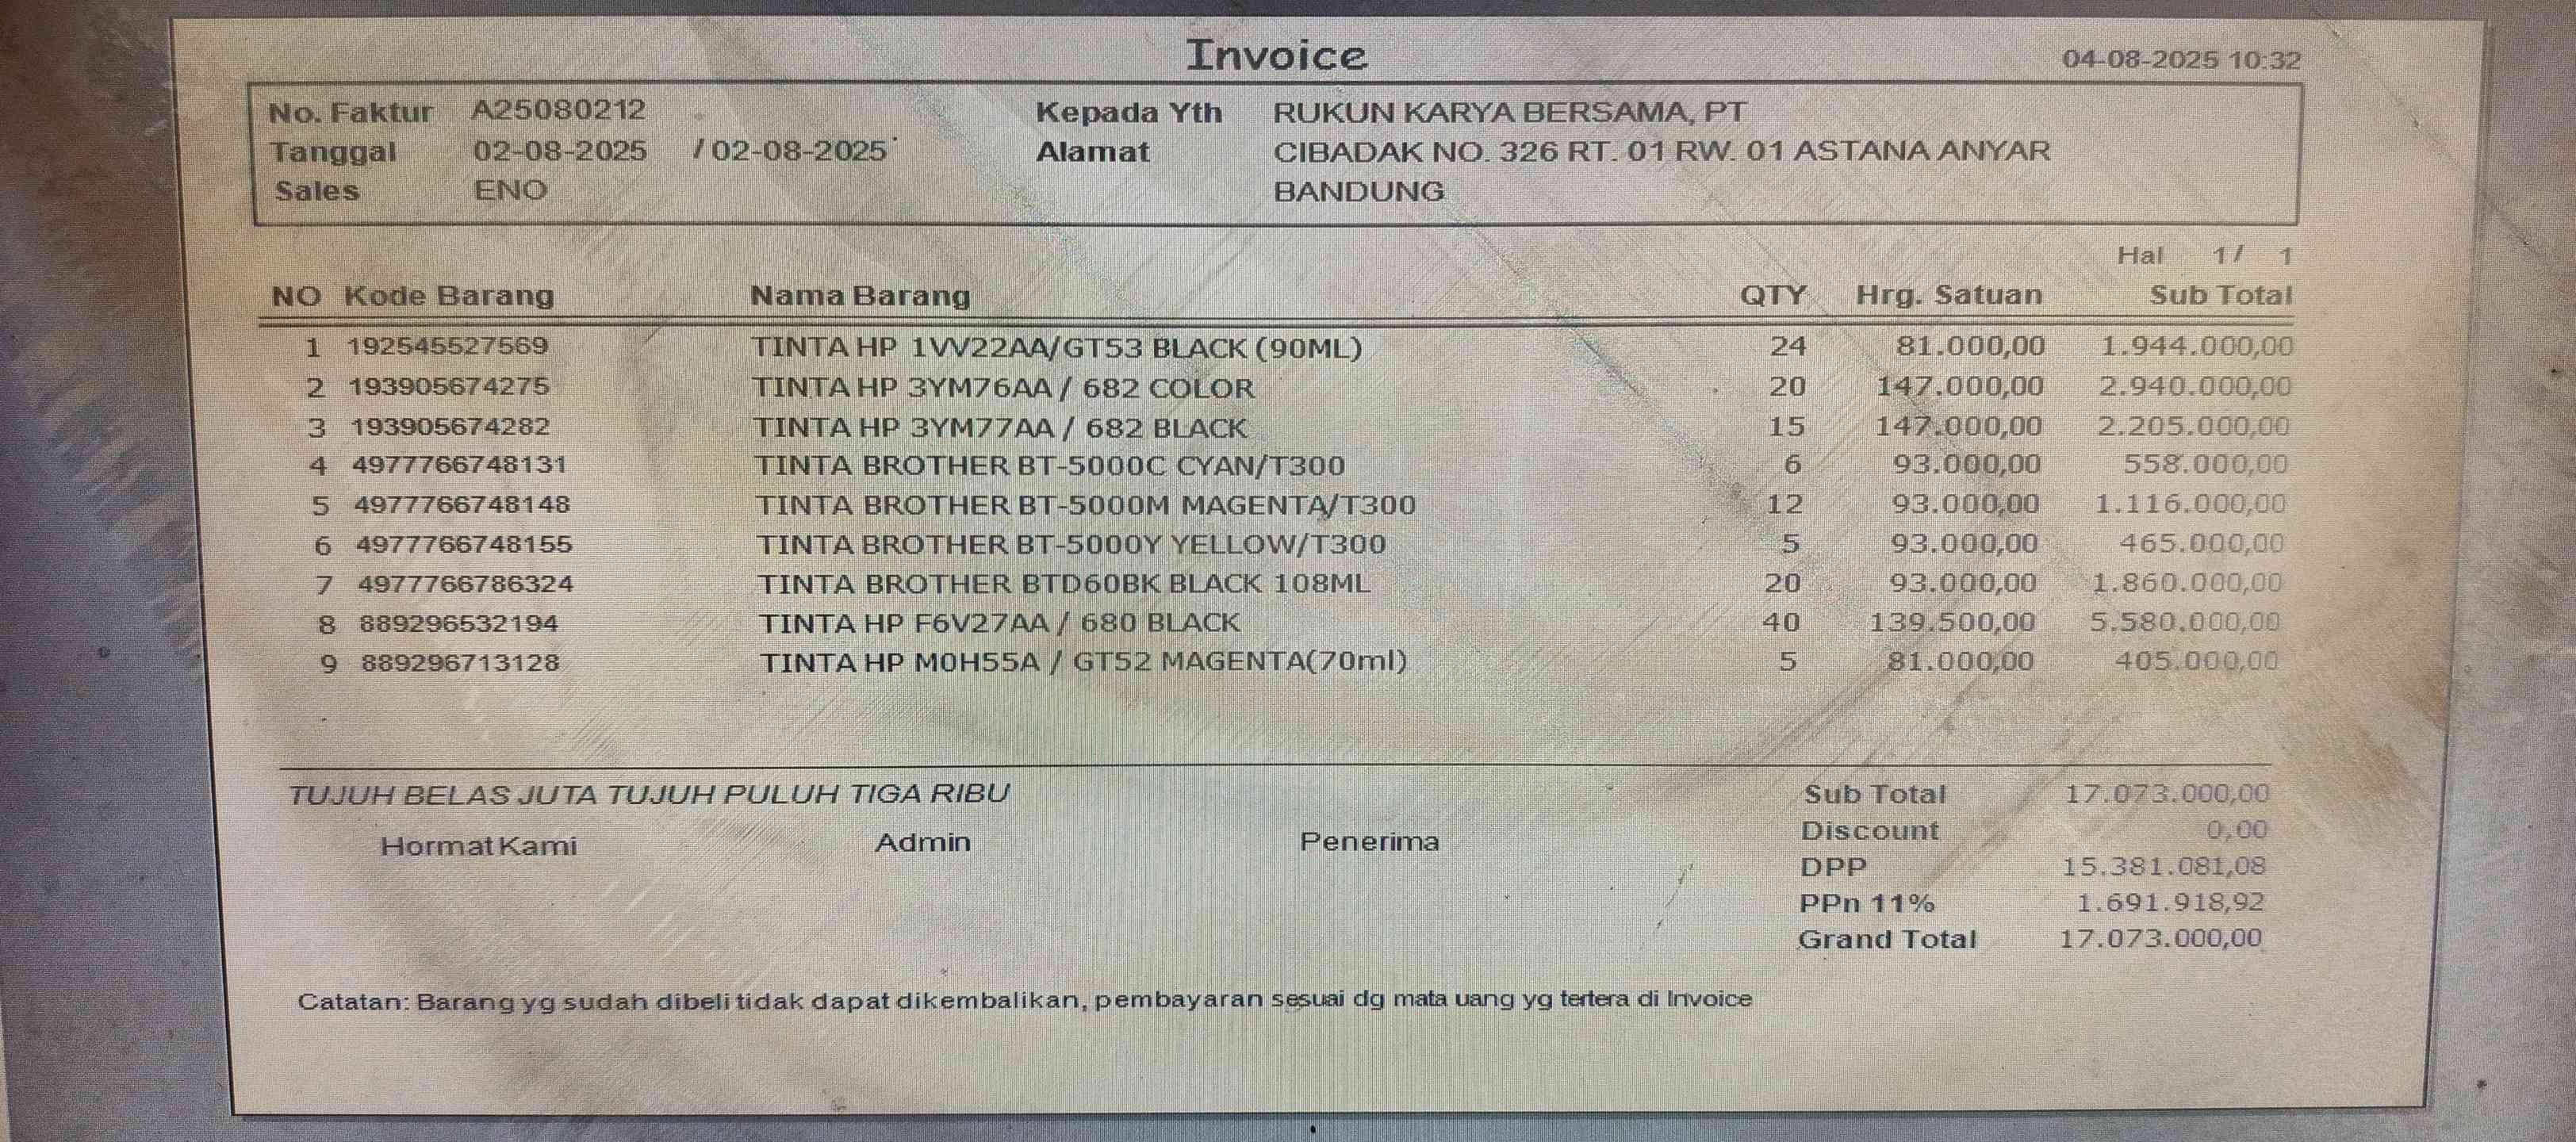 Invoice
04-08-2025 10:32
No. Faktur A25080212 Kepada Yth RUKUN KARYA BERSAMA, PT
Tanggal 02-08-2025 / 02-08-2025 Alamat CIBADAK NO. 326 RT. 01 RW. 01 ASTANA ANYAR
Sales ENO BANDUNG
Hal 1/ 1
NO Kode Barang Nama Barang QTY Hrg. Satuan Sub Total
1 192545527569 TINTA HP 1VV22AA/GT53 BLACK (90ML) 24 81.000,00 1.944.000,00
2 193905674275 TINTA HP 3YM76AA / 682 COLOR 20 147.000,00 2.940.000,00
3 193905674282 TINTA HP 3YM77AA / 682 BLACK 15 147.000,00 2.205.000,00
4 4977766748131 TINTA BROTHER BT-5000C CYAN/T300 6 93.000,00 558.000,00
5 4977766748148 TINTA BROTHER BT-5000M MAGENTA/T300 12 93.000,00 1.116.000,00
6 4977766748155 TINTA BROTHER BT-5000Y YELLOW/T300 5 93.000,00 465.000,00
7 4977766786324 TINTA BROTHER BTD60BK BLACK 108ML 20 93.000,00 1.860.000,00
8 889296532194 TINTA HP F6V27AA / 680 BLACK 40 139.500,00 5.580.000,00
9 889296713128 TINTA HP M0H55A / GT52 MAGENTA(70ml) 5 81.000,00 405.000,00
TUJUH BELAS JUTA TUJUH PULUH TIGA RIBU Sub Total 17.073.000,00
Discount 0,00
Hormat Kami Admin Penerima
DPP 15.381.081,08
PPn 11% 1.691.918,92
Grand Total 17.073.000,00
Catatan: Barang yg sudah dibeli tidak dapat dikembalikan, pembayaran sesuai dg mata uang yg tertera di Invoice